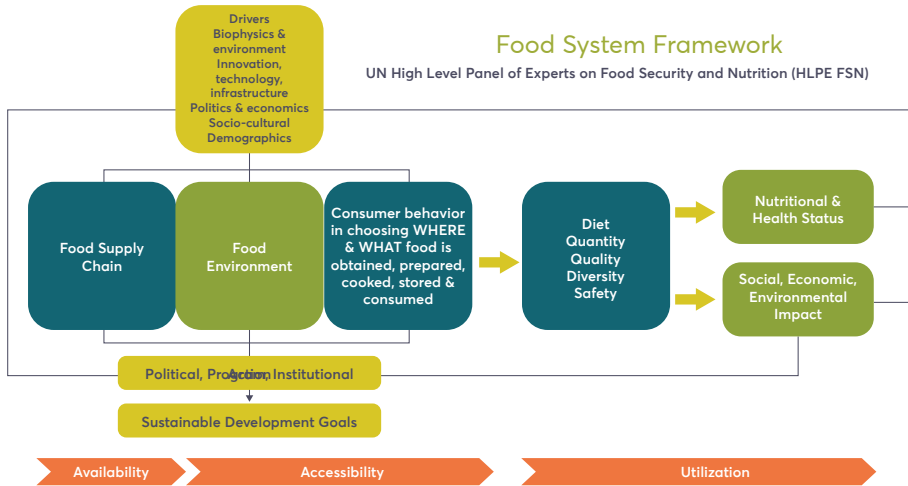 Drivers
Biophysics &
environment
Innovation,
technology,
infrastructure
Politics & economics
Socio-cultural
Demographics
Food System Framework
UN High Level Panel of Experts on Food Security and Nutrition (HLPE FSN)
Food Supply
Chain
Food
Environment
Consumer behavior
in choosing WHERE
& WHAT food is
obtained, prepared,
cooked, stored &
consumed
Diet
Quantity
Quality
Diversity
Safety
Nutritional &
Health Status
Social, Economic,
Environmental
Impact
Political, Program, Institutional
Action
Sustainable Development Goals
Availability
Accessibility
Utilization